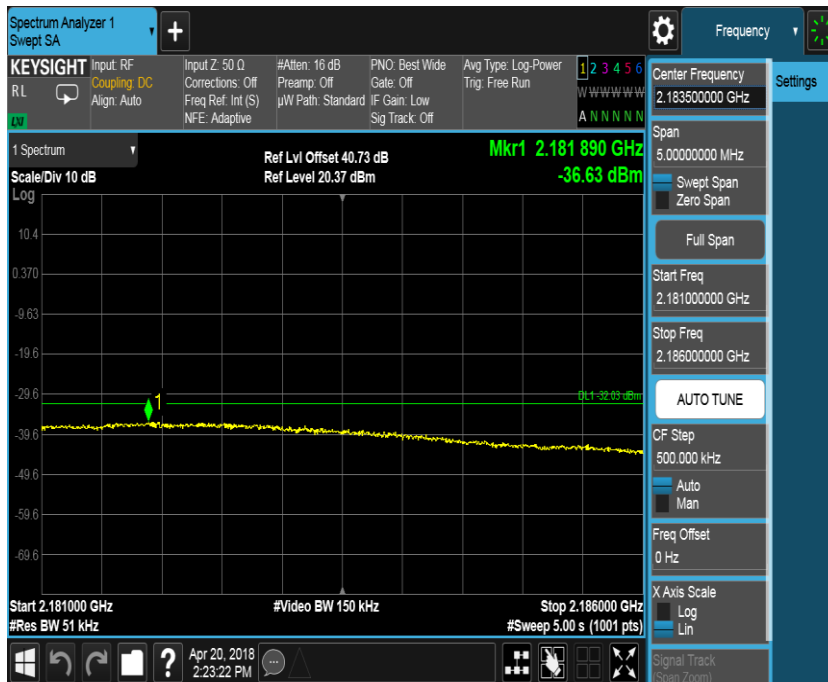 Spectrum Analyzer 1
Swept SA
+
Frequency
KEYSIGHT
RL
LXI
Input: RF
Coupling: DC
Align: Auto
Input Z: 50 Ω
Corrections: Off
Freq Ref: Int (S)
NFE: Adaptive
#Atten: 16 dB
Preamp: Off
µW Path: Standard
PNO: Best Wide
Gate: Off
IF Gain: Low
Sig Track: Off
Avg Type: Log-Power
Trig: Free Run
1 2 3 4 5 6
W W W W W W
A N N N N N
1 Spectrum
Scale/Div 10 dB
Ref Lvl Offset 40.73 dB
Ref Level 20.37 dBm
Mkr1 2.181 890 GHz
-36.63 dBm
Log
10.4
0.370
-9.63
-19.6
-29.6
-39.6
-49.6
-59.6
-69.6
1
DL1 -32.03 dBm
Start 2.181000 GHz
#Res BW 51 kHz
#Video BW 150 kHz
Stop 2.186000 GHz
#Sweep 5.00 s (1001 pts)
Center Frequency
2.183500000 GHz
Settings
Span
5.00000000 MHz
Swept Span
Zero Span
Full Span
Start Freq
2.181000000 GHz
Stop Freq
2.186000000 GHz
AUTO TUNE
CF Step
500.000 kHz
Auto
Man
Freq Offset
0 Hz
X Axis Scale
Log
Lin
Signal Track
(Span Zoom)
?
Apr 20, 2018
2:23:22 PM